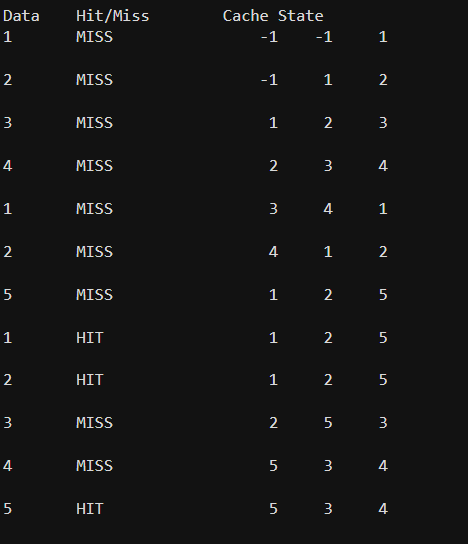 Data Hit/Miss Cache State
1 MISS -1 -1 1
2 MISS -1 1 2
3 MISS 1 2 3
4 MISS 2 3 4
1 MISS 3 4 1
2 MISS 4 1 2
5 MISS 1 2 5
1 HIT 1 2 5
2 HIT 1 2 5
3 MISS 2 5 3
4 MISS 5 3 4
5 HIT 5 3 4